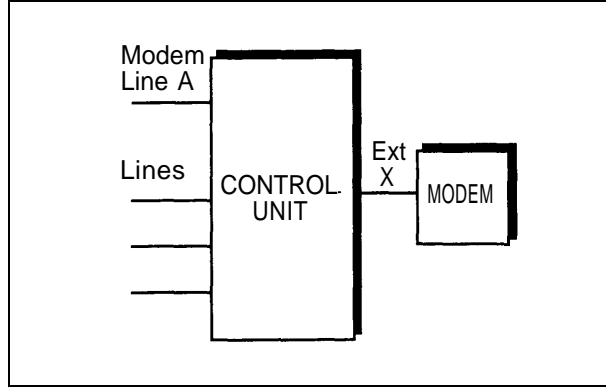 Modem
Line A
Lines
CONTROL
UNIT
Ext
X
MODEM